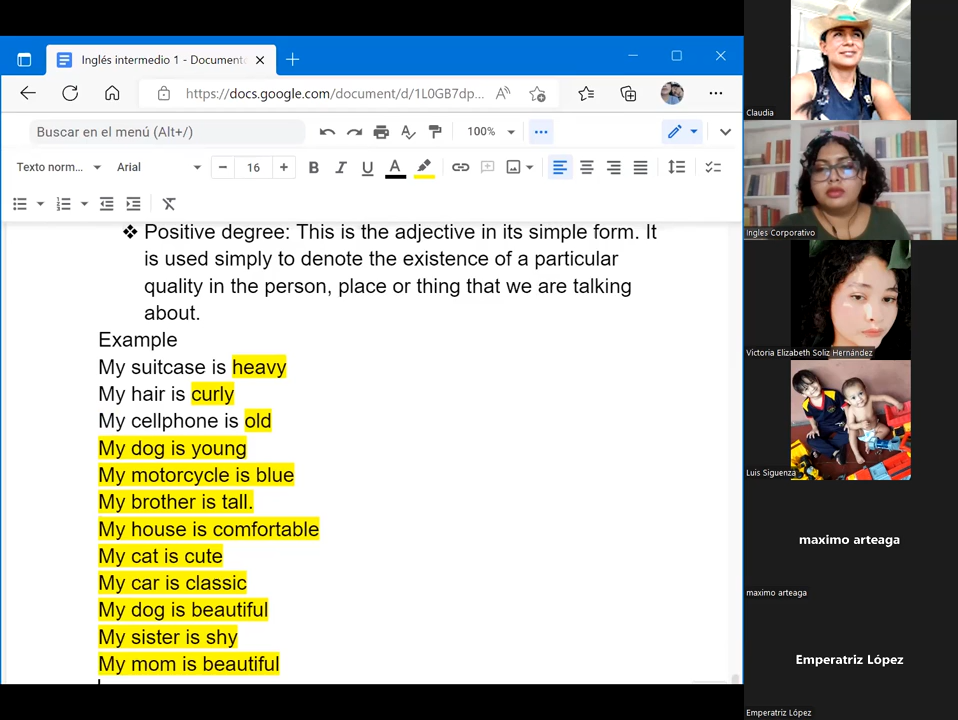 Inglés intermedio 1 - Documento
https://docs.google.com/document/d/1L0GB7dp...
Buscar en el menú (Alt+/)
100%
Texto norm...
Arial
16
❖ Positive degree: This is the adjective in its simple form. It
is used simply to denote the existence of a particular
quality in the person, place or thing that we are talking
about.
Example
My suitcase is heavy
My hair is curly
My cellphone is old
My dog is young
My motorcycle is blue
My brother is tall.
My house is comfortable
My cat is cute
My car is classic
My dog is beautiful
My sister is shy
My mom is beautiful
Claudia
Ingles Corporativo
Victoria Elizabeth Soliz Hernández
Luis Siguenza
maximo arteaga
maximo arteaga
Emperatriz López
Emperatriz López